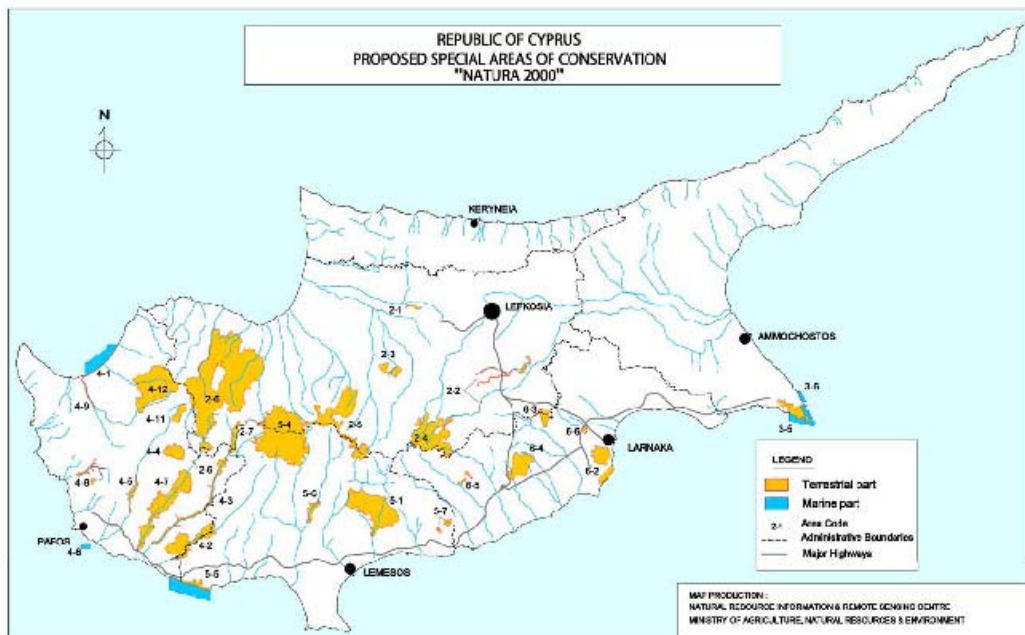 REPUBLIC OF CYPRUS
PROPOSED SPECIAL AREAS OF CONSERVATION
"NATURA 2000"
N
KERYNEIA
LEFKOSIA
2-1
AMMOCHOSTOS
2-3
4-1
2-2
4-12
4-9
2-6
3-5
4-11
6-3
3-5
2-7
5-4
2-5
2-4
6-6
LARNAKA
4-4
6-4
LEGEND
2-6
6-2
4-8
4-5
4-7
6-5
Terrestrial part
4-3
5-6
5-1
Marine part
5-7
2-1
Area Code
PAFOS
Administrative Boundaries
4-2
4-6
Major Highways
5-5
LEMESOS
MAP PRODUCTION :
NATURAL RESOURCE INFORMATION & REMOTE SENSING CENTRE
MINISTRY OF AGRICULTURE, NATURAL RESOURCES & ENVIRONMENT